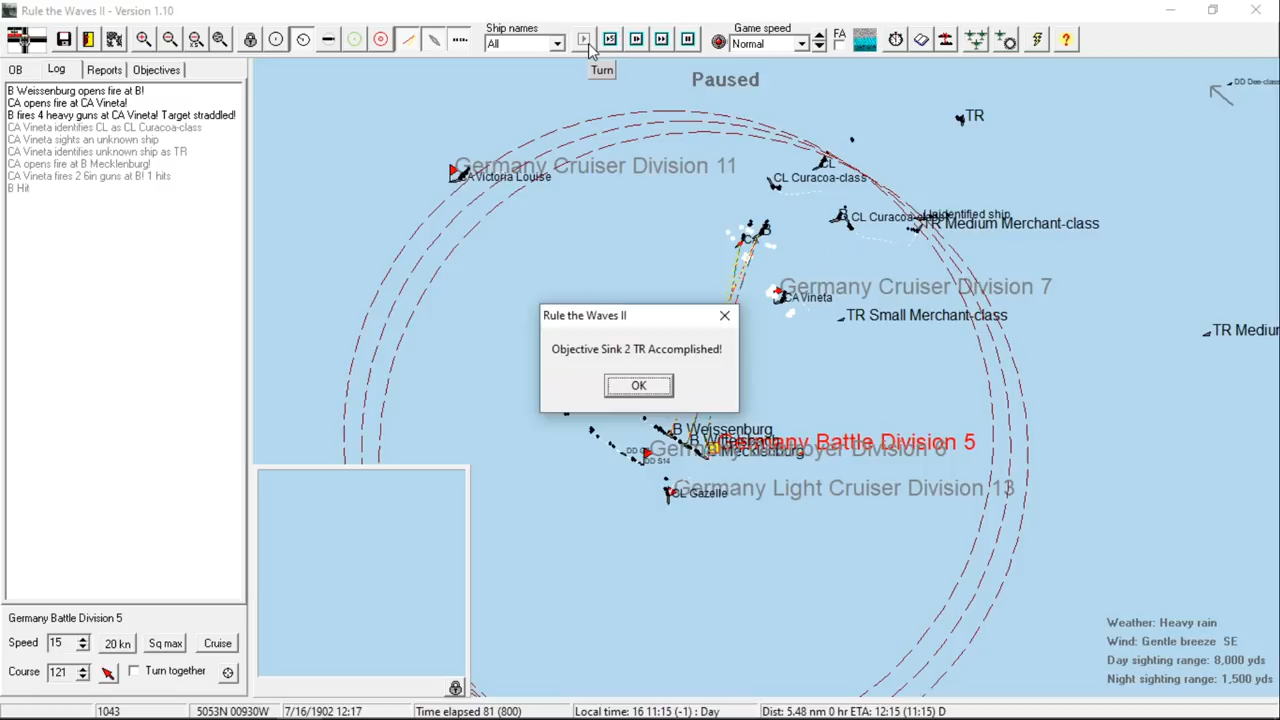 Rule the Waves II - Version 1.10
Ship names
All
Game speed
Normal
FA
Turn
OB
Log
Reports
Objectives
B Weissenburg opens fire at B!
CA opens fire at CA Vineta!
B fires 4 heavy guns at CA Vineta! Target straddled!
CA Vineta identifies CL as CL Curacoa-class
CA Vineta sights an unknown ship
CA Vineta identifies unknown ship as TR
CA opens fire at B Mecklenburg!
CA Vineta fires 2 6in guns at B! 1 hits
B Hit
Paused
DD Dee-class
TR
Germany Cruiser Division 11
CA Victoria Louise
CL
CL Curacoa-class
B CL Curacoa-class
Unidentified ship
TR Medium Merchant-class
CA
B
Germany Cruiser Division 7
CA Vineta
TR Small Merchant-class
TR Medium
Rule the Waves II
Objective Sink 2 TR Accomplished!
OK
B Weissenburg
Germany Battle Division 5
Mecklenburg
DD S14
CL Gazelle
Germany Light Cruiser Division 13
Germany Battle Division 5
Speed
15
20 kn
Sq max
Cruise
Course
121
Turn together
Weather: Heavy rain
Wind: Gentle breeze SE
Day sighting range: 8,000 yds
Night sighting range: 1,500 yds
1043
5053N 00930W
7/16/1902 12:17
Time elapsed 81 (800)
Local time: 16 11:15 (-1) : Day
Dist: 5.48 nm 0 hr ETA: 12:15 (11:15) D